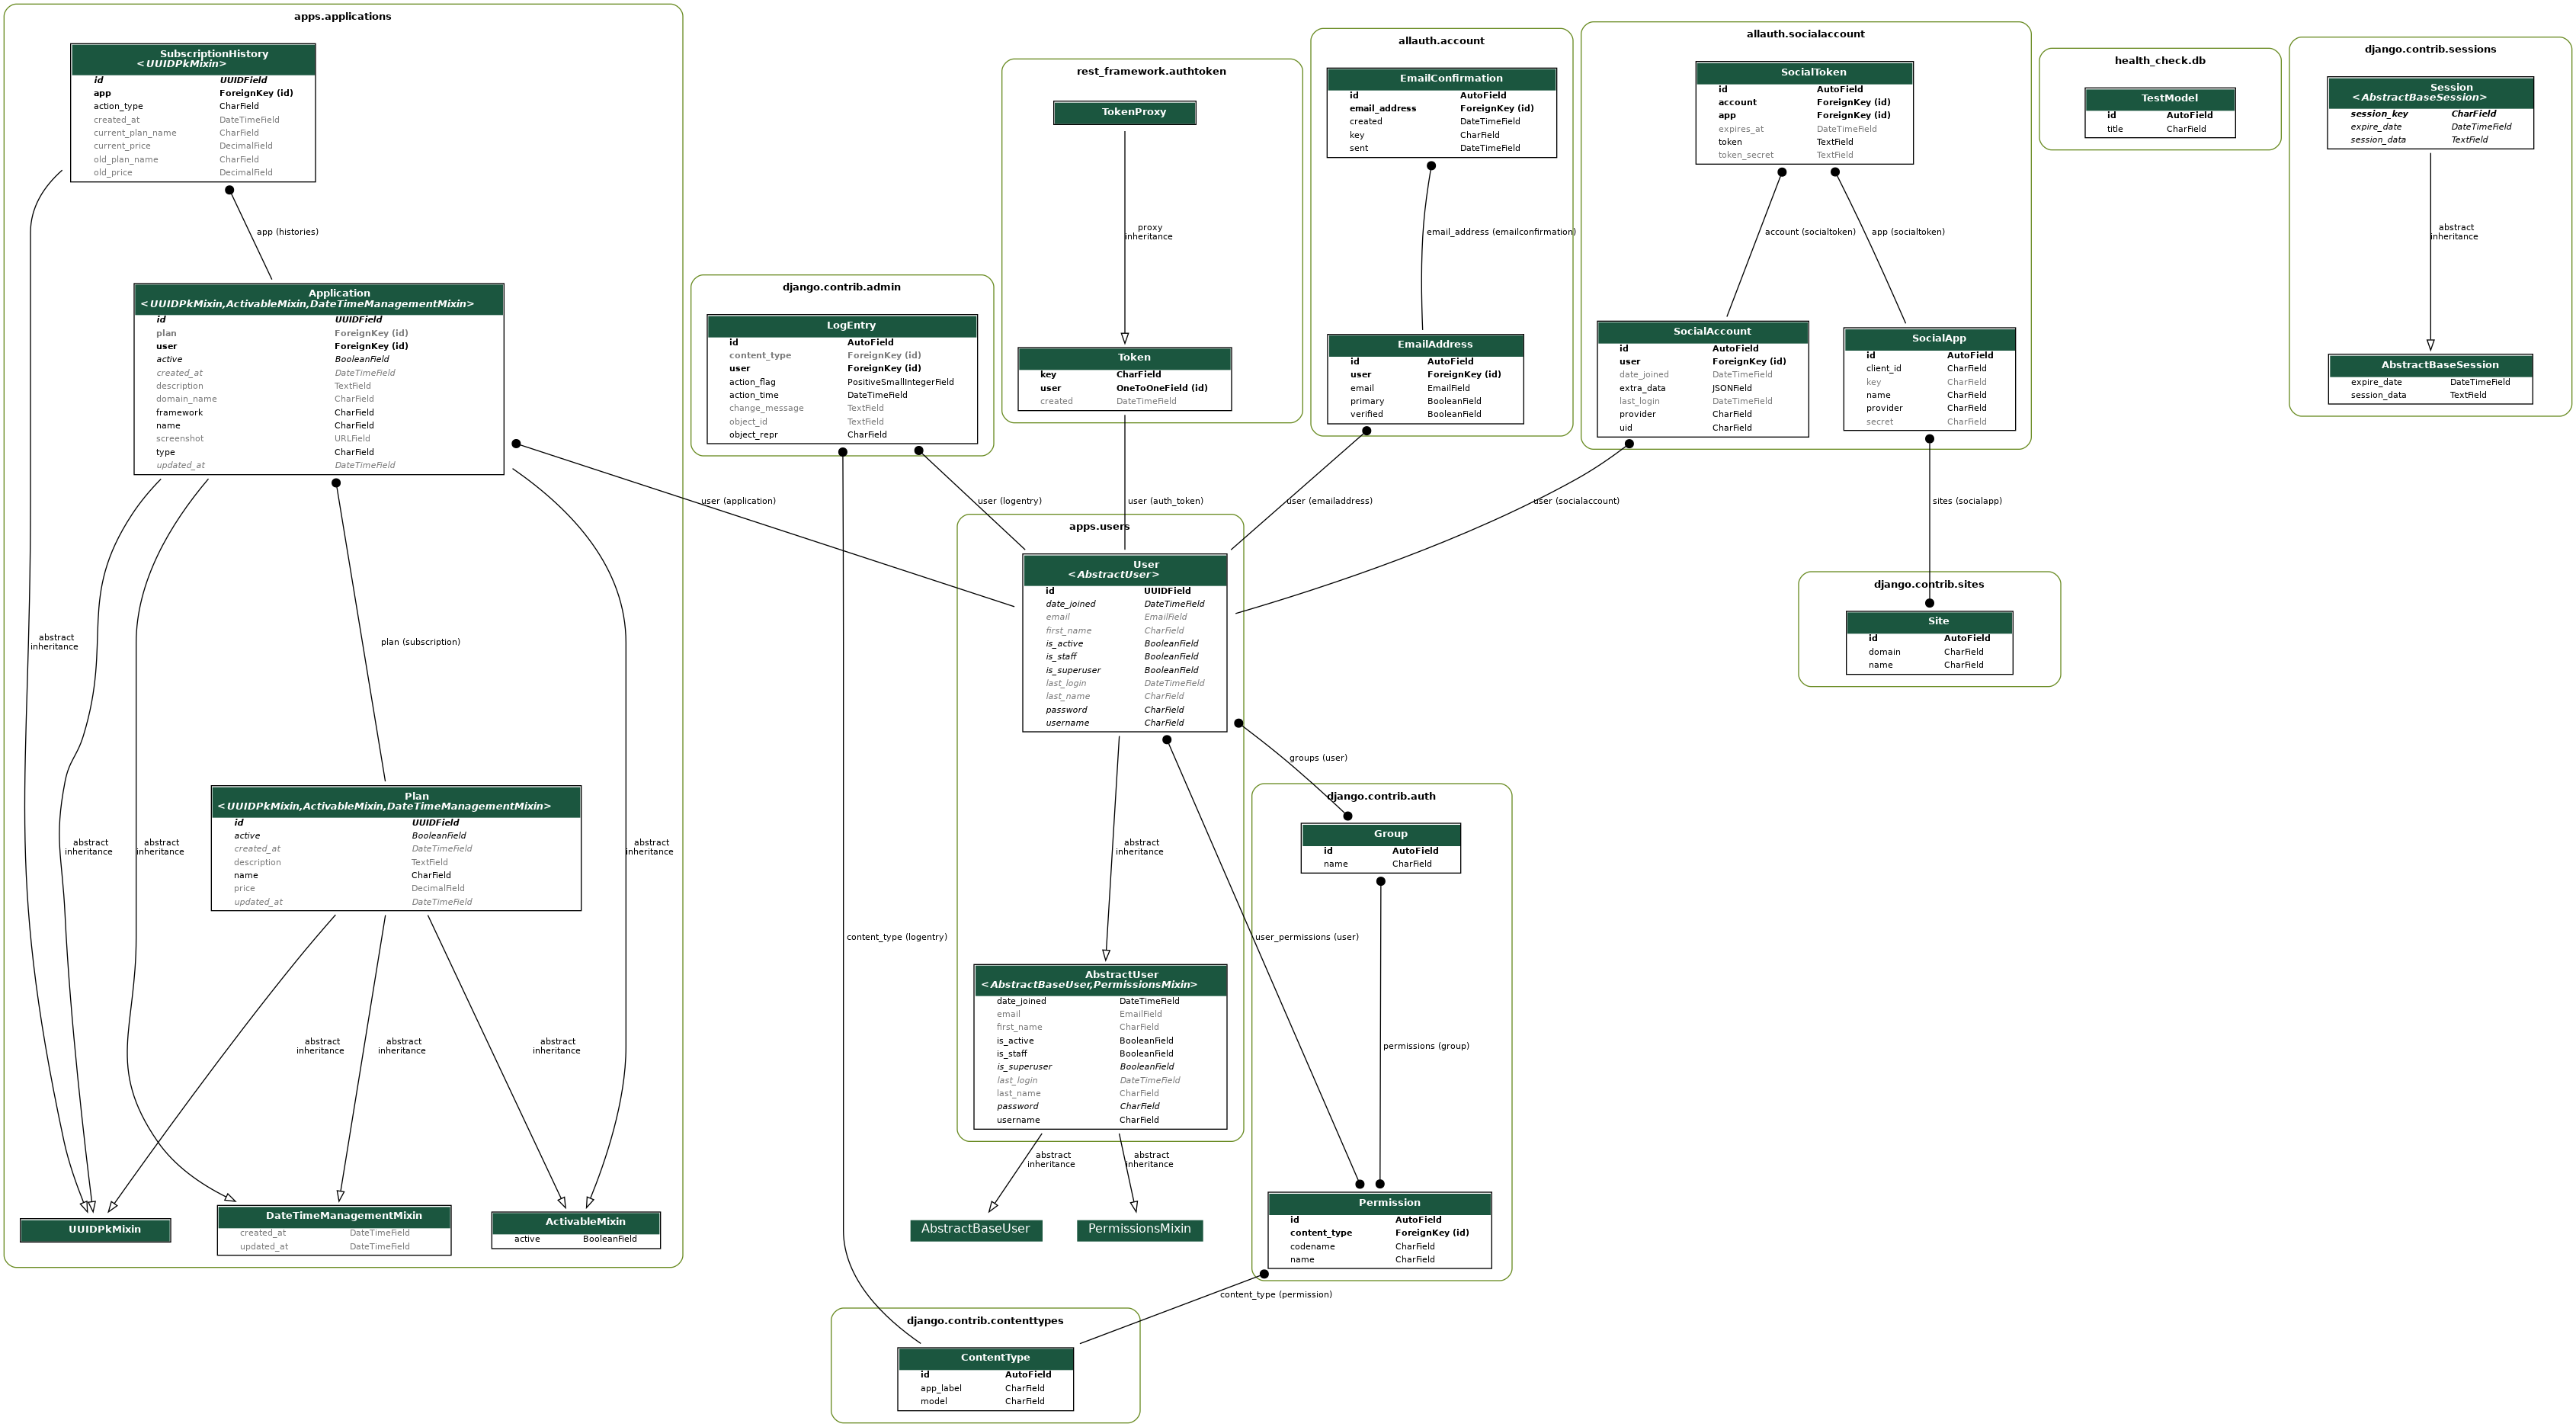 apps.applications
SubscriptionHistory
<UUIDPkMixin>
id UUIDField
app ForeignKey (id)
action_type CharField
created_at DateTimeField
current_plan_name CharField
current_price DecimalField
old_plan_name CharField
old_price DecimalField
app (histories)
Application
<UUIDPkMixin,ActivableMixin,DateTimeManagementMixin>
id UUIDField
plan ForeignKey (id)
user ForeignKey (id)
active BooleanField
created_at DateTimeField
description TextField
domain_name CharField
framework CharField
name CharField
screenshot URLField
type CharField
updated_at DateTimeField
abstract
inheritance
plan (subscription)
Plan
<UUIDPkMixin,ActivableMixin,DateTimeManagementMixin>
id UUIDField
active BooleanField
created_at DateTimeField
description TextField
name CharField
price DecimalField
updated_at DateTimeField
abstract
inheritance
abstract
inheritance
abstract
inheritance
abstract
inheritance
abstract
inheritance
abstract
inheritance
UUIDPkMixin
DateTimeManagementMixin
created_at DateTimeField
updated_at DateTimeField
ActivableMixin
active BooleanField
django.contrib.admin
LogEntry
id AutoField
content_type ForeignKey (id)
user ForeignKey (id)
action_flag PositiveSmallIntegerField
action_time DateTimeField
change_message TextField
object_id TextField
object_repr CharField
rest_framework.authtoken
TokenProxy
proxy
inheritance
Token
key CharField
user OneToOneField (id)
created DateTimeField
allauth.account
EmailConfirmation
id AutoField
email_address ForeignKey (id)
created DateTimeField
key CharField
sent DateTimeField
email_address (emailconfirmation)
EmailAddress
id AutoField
user ForeignKey (id)
email EmailField
primary BooleanField
verified BooleanField
allauth.socialaccount
SocialToken
id AutoField
account ForeignKey (id)
app ForeignKey (id)
expires_at DateTimeField
token TextField
token_secret TextField
account (socialtoken)
app (socialtoken)
SocialAccount
id AutoField
user ForeignKey (id)
date_joined DateTimeField
extra_data JSONField
last_login DateTimeField
provider CharField
uid CharField
SocialApp
id AutoField
client_id CharField
key CharField
name CharField
provider CharField
secret CharField
health_check.db
TestModel
id AutoField
title CharField
django.contrib.sessions
Session
<AbstractBaseSession>
session_key CharField
expire_date DateTimeField
session_data TextField
abstract
inheritance
AbstractBaseSession
expire_date DateTimeField
session_data TextField
user (application)
user (logentry)
user (auth_token)
user (emailaddress)
user (socialaccount)
sites (socialapp)
django.contrib.sites
Site
id AutoField
domain CharField
name CharField
apps.users
User
<AbstractUser>
id UUIDField
date_joined DateTimeField
email EmailField
first_name CharField
is_active BooleanField
is_staff BooleanField
is_superuser BooleanField
last_login DateTimeField
last_name CharField
password CharField
username CharField
groups (user)
abstract
inheritance
content_type (logentry)
user_permissions (user)
AbstractUser
<AbstractBaseUser,PermissionsMixin>
date_joined DateTimeField
email EmailField
first_name CharField
is_active BooleanField
is_staff BooleanField
is_superuser BooleanField
last_login DateTimeField
last_name CharField
password CharField
username CharField
abstract
inheritance
abstract
inheritance
AbstractBaseUser
PermissionsMixin
django.contrib.auth
Group
id AutoField
name CharField
permissions (group)
Permission
id AutoField
content_type ForeignKey (id)
codename CharField
name CharField
content_type (permission)
django.contrib.contenttypes
ContentType
id AutoField
app_label CharField
model CharField